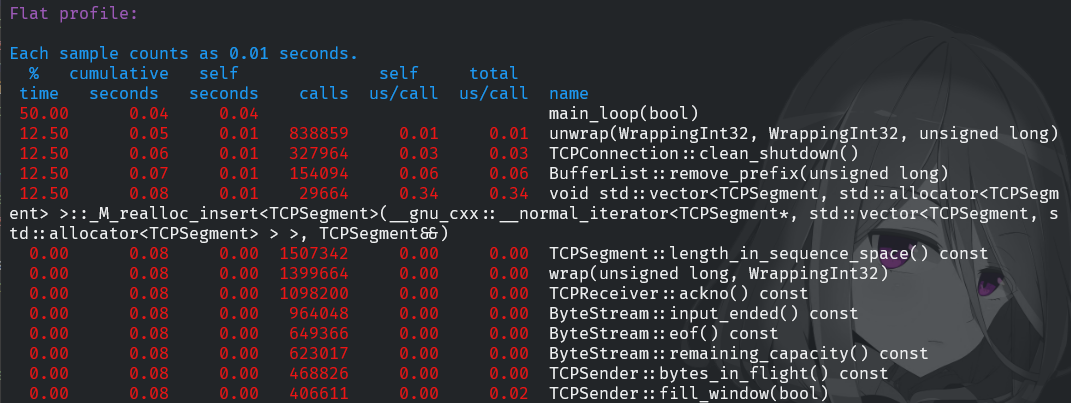 Flat profile:
Each sample counts as 0.01 seconds.
% cumulative self self total
time seconds seconds calls us/call us/call name
50.00 0.04 0.04 main_loop(bool)
12.50 0.05 0.01 838859 0.01 0.01 unwrap(WrappingInt32, WrappingInt32, unsigned long)
12.50 0.06 0.01 327964 0.03 0.03 TCPConnection::clean_shutdown()
12.50 0.07 0.01 154094 0.06 0.06 BufferList::remove_prefix(unsigned long)
12.50 0.08 0.01 29664 0.34 0.34 void std::vector<TCPSegment, std::allocator<TCPSegm
ent> >::_M_realloc_insert<TCPSegment>(__gnu_cxx::__normal_iterator<TCPSegment*, std::vector<TCPSegment, s
td::allocator<TCPSegment> > >, TCPSegment&&)
0.00 0.08 0.00 1507342 0.00 0.00 TCPSegment::length_in_sequence_space() const
0.00 0.08 0.00 1399664 0.00 0.00 wrap(unsigned long, WrappingInt32)
0.00 0.08 0.00 1098200 0.00 0.00 TCPReceiver::ackno() const
0.00 0.08 0.00 964048 0.00 0.00 ByteStream::input_ended() const
0.00 0.08 0.00 649366 0.00 0.00 ByteStream::eof() const
0.00 0.08 0.00 623017 0.00 0.00 ByteStream::remaining_capacity() const
0.00 0.08 0.00 468826 0.00 0.00 TCPSender::bytes_in_flight() const
0.00 0.08 0.00 406611 0.00 0.02 TCPSender::fill_window(bool)